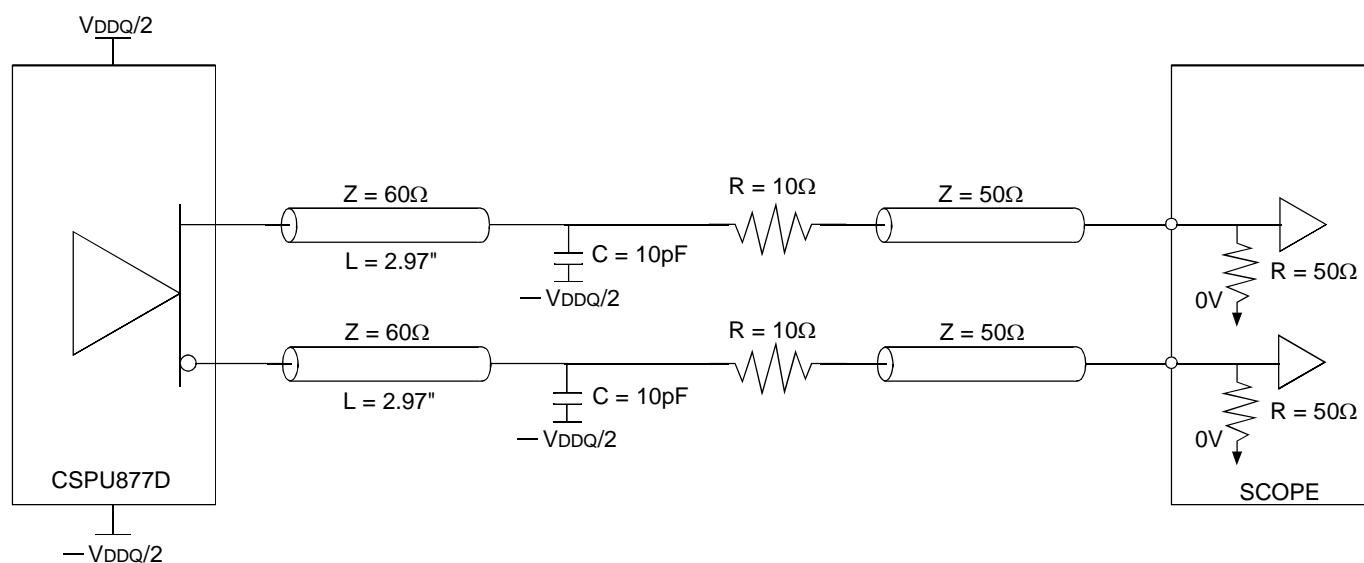 VDDQ/2
Z = 60Ω
R = 10Ω
Z = 50Ω
L = 2.97"
C = 10pF
R = 50Ω
— VDDQ/2
0V
Z = 60Ω
R = 10Ω
Z = 50Ω
L = 2.97"
C = 10pF
R = 50Ω
— VDDQ/2
0V
CSPU877D
SCOPE
— VDDQ/2